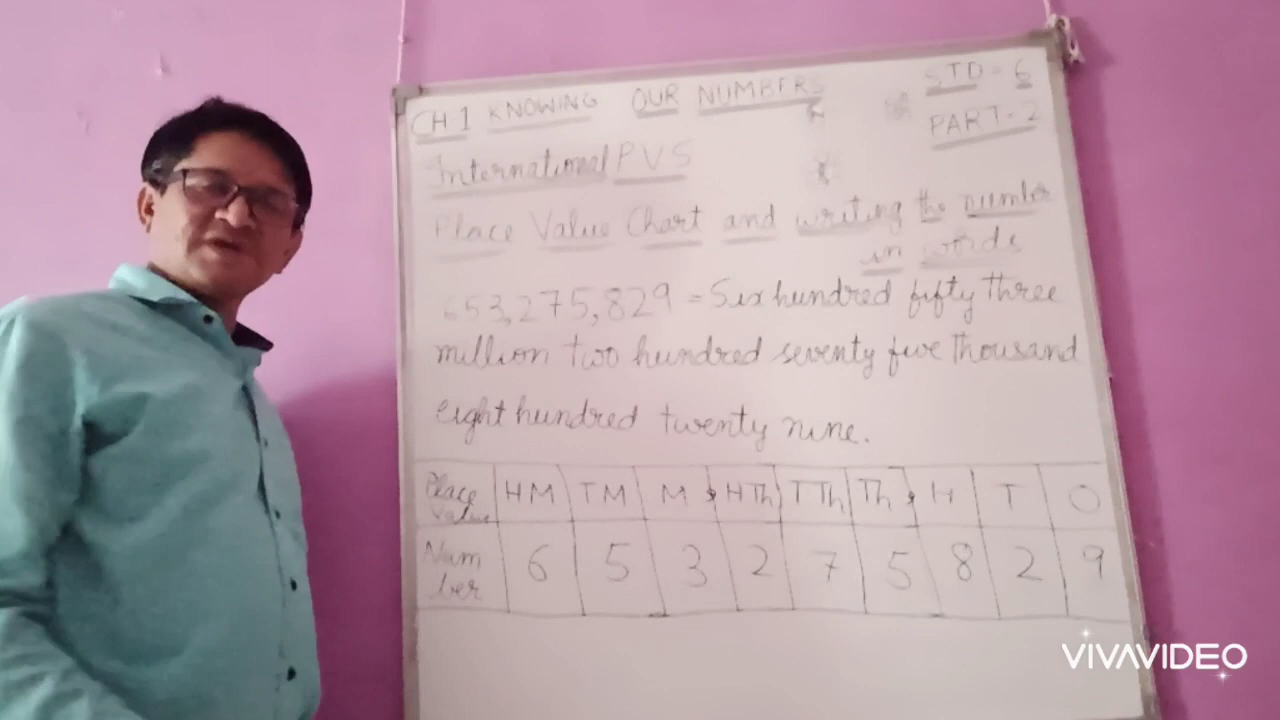 CH-1 KNOWING OUR NUMBERS
STD - 6
PART - 2
International PVS
Place Value Chart and writing the number
in words
653,275,829 = Six hundred fifty three
million two hundred seventy five thousand
eight hundred twenty nine.
Place Value HM TM M , HTh TTh Th , H T O
Number 6 5 3 2 7 5 8 2 9
VIVAVIDEO